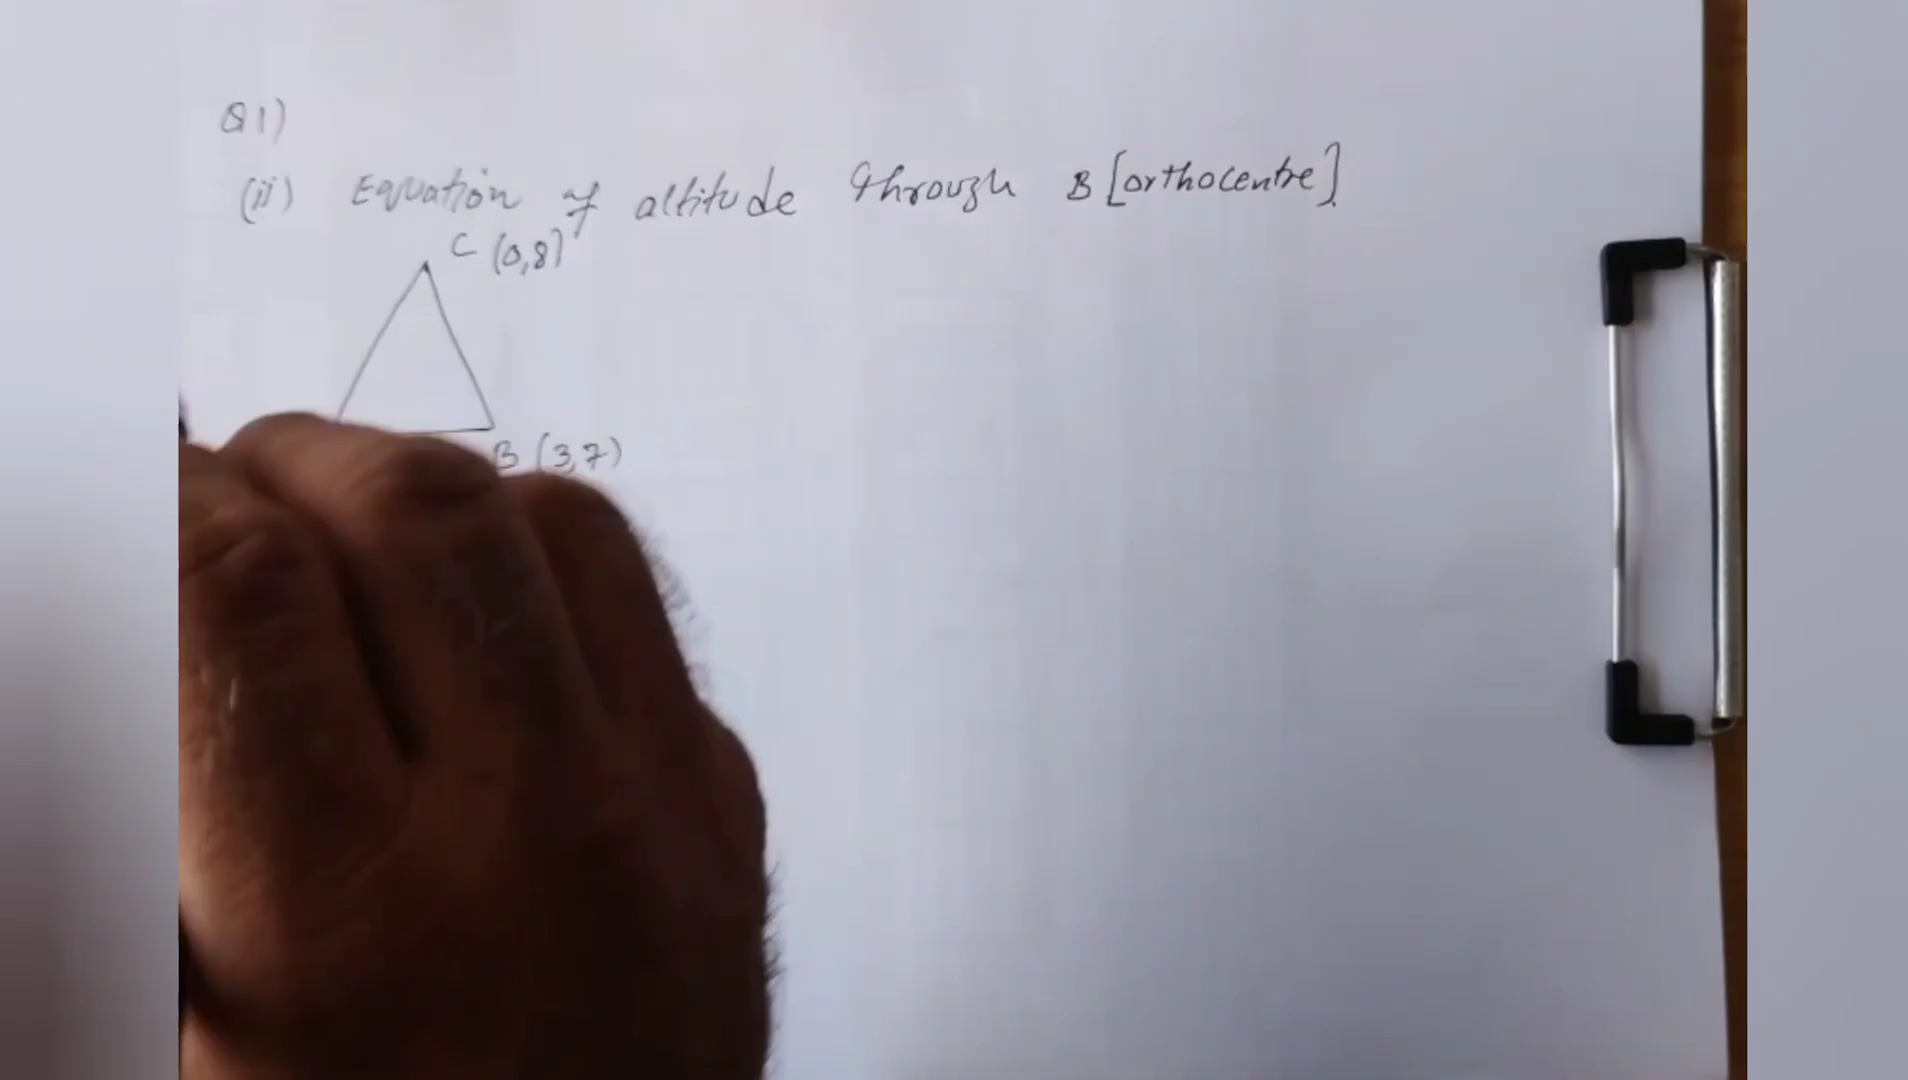 Q1)
(ii) Equation of altitude through B [orthocentre]
C (0,8)
B (3,7)